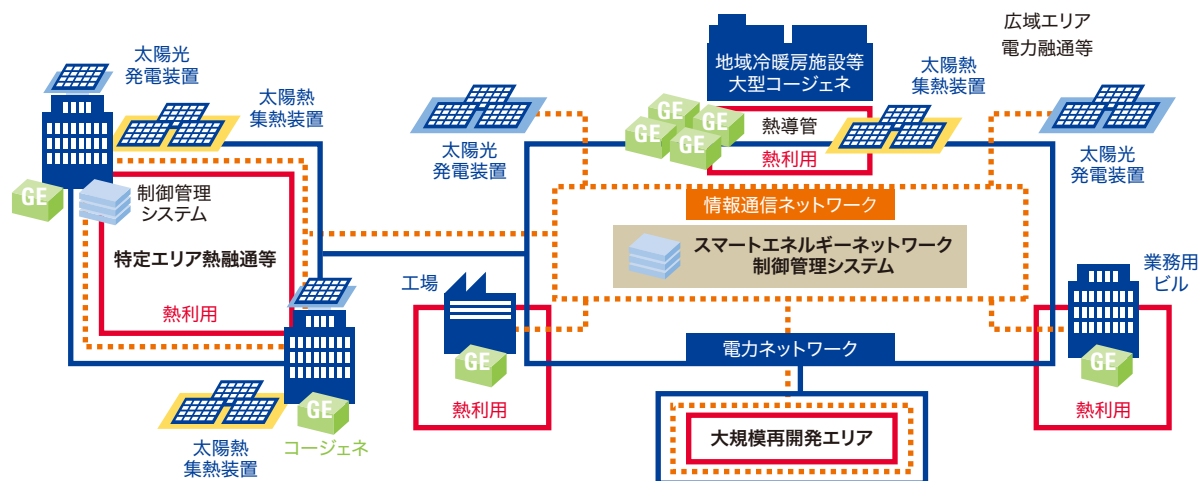 広域エリア
電力融通等
太陽光
発電装置
太陽熱
集熱装置
地域冷暖房施設等
大型コージェネ
太陽熱
集熱装置
GE
GE
GE
GE
熱導管
熱利用
太陽光
発電装置
太陽光
発電装置
GE
制御管理
システム
情報通信ネットワーク
特定エリア熱融通等
スマートエネルギーネットワーク
制御管理システム
熱利用
工場
業務用
ビル
電力ネットワーク
GE
GE
熱利用
熱利用
GE
コージェネ
太陽熱
集熱装置
大規模再開発エリア